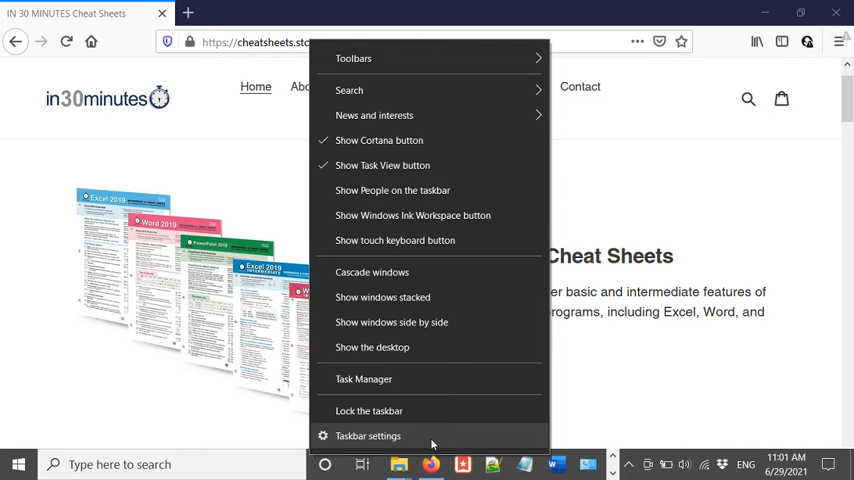 IN 30 MINUTES Cheat Sheets
https://cheatsheets.sto
Toolbars
Search
News and interests
Show Cortana button
Show Task View button
Show People on the taskbar
Show Windows Ink Workspace button
Show touch keyboard button
Cascade windows
Show windows stacked
Show windows side by side
Show the desktop
Task Manager
Lock the taskbar
Taskbar settings
in30minutes
Home
Abo
Contact
Excel 2019
Word 2019
PowerPoint 2019
Excel 2019
INTERMEDIATE
Cheat Sheets
er basic and intermediate features of
programs, including Excel, Word, and
Type here to search
ENG
11:01 AM
6/29/2021